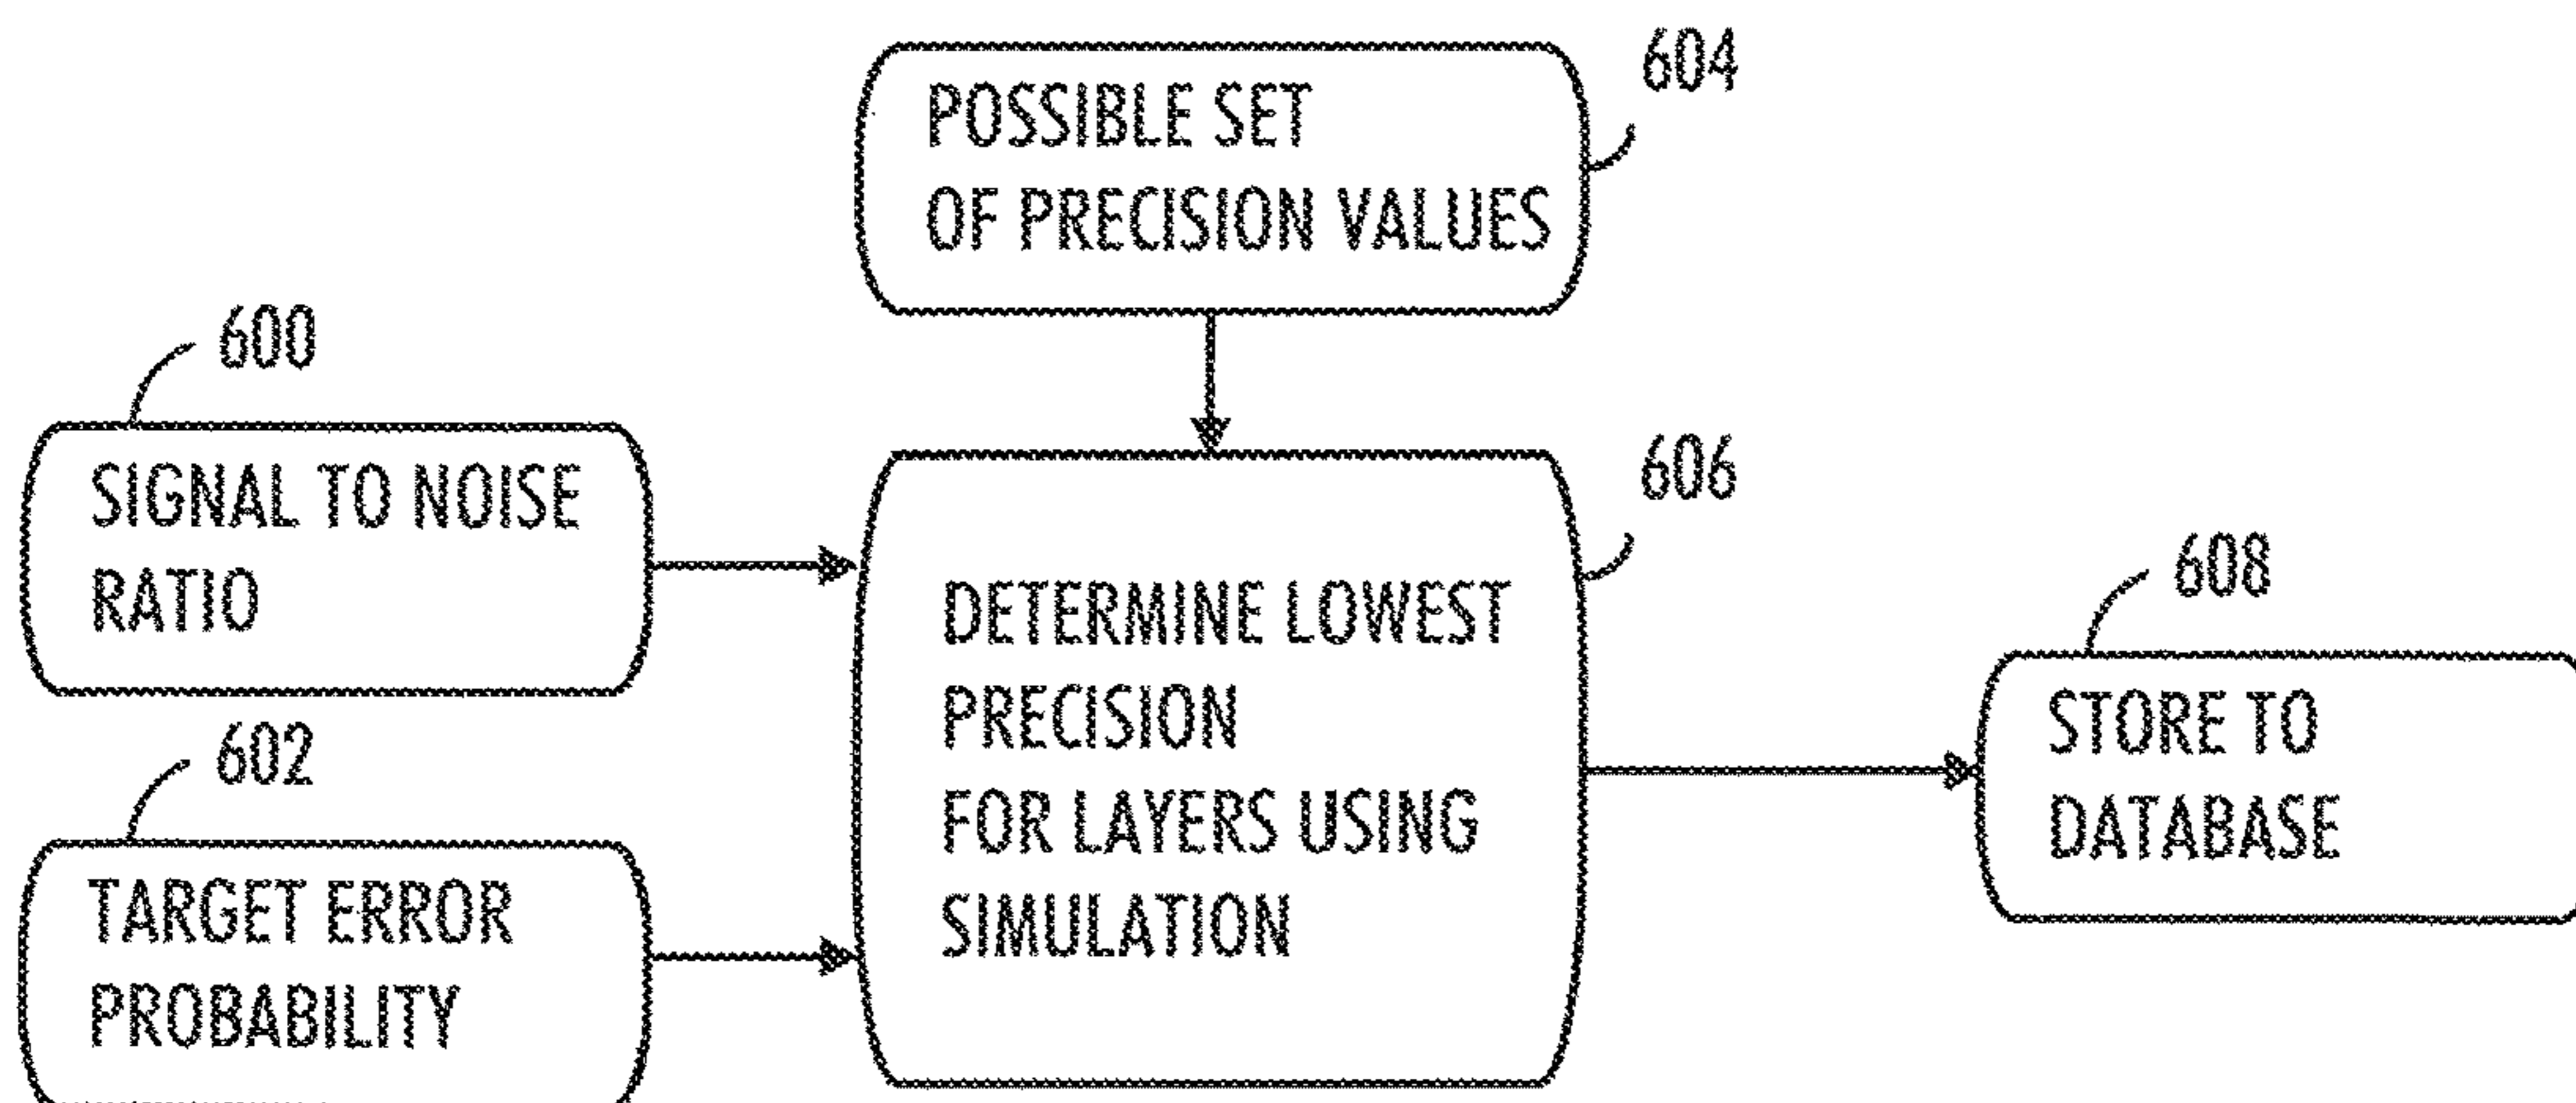 604
POSSIBLE SET
OF PRECISION VALUES
600
SIGNAL TO NOISE
RATIO
606
DETERMINE LOWEST
PRECISION
FOR LAYERS USING
SIMULATION
602
TARGET ERROR
PROBABILITY
608
STORE TO
DATABASE